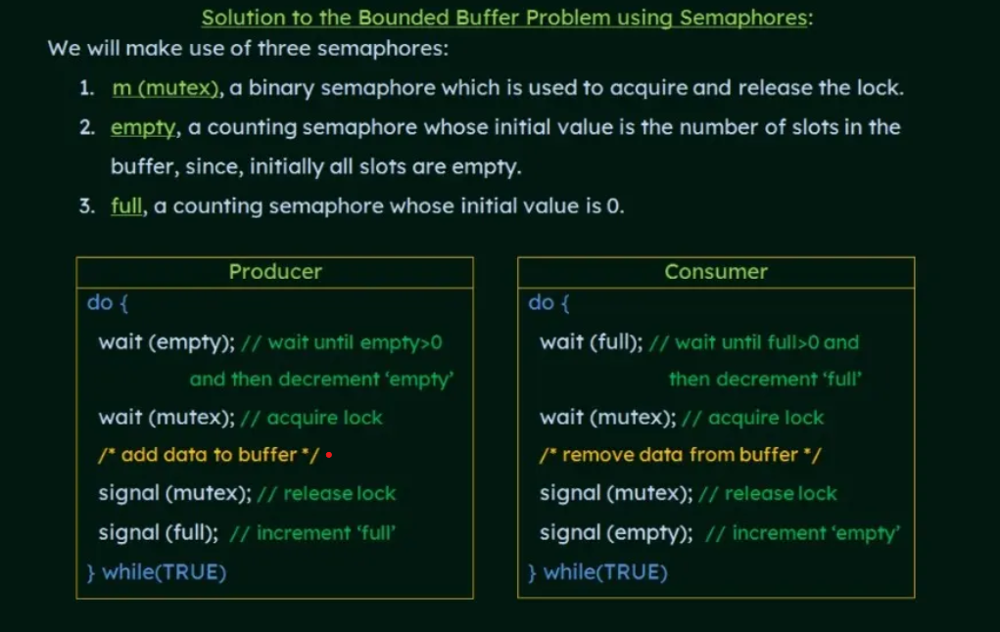 Solution to the Bounded Buffer Problem using Semaphores:
We will make use of three semaphores:
1. m (mutex), a binary semaphore which is used to acquire and release the lock.
2. empty, a counting semaphore whose initial value is the number of slots in the
buffer, since, initially all slots are empty.
3. full, a counting semaphore whose initial value is 0.
Producer
do {
wait (empty); // wait until empty>0
and then decrement ‘empty’
wait (mutex); // acquire lock
/* add data to buffer */
signal (mutex); // release lock
signal (full); // increment ‘full’
} while(TRUE)
Consumer
do {
wait (full); // wait until full>0 and
then decrement ‘full’
wait (mutex); // acquire lock
/* remove data from buffer */
signal (mutex); // release lock
signal (empty); // increment ‘empty’
} while(TRUE)